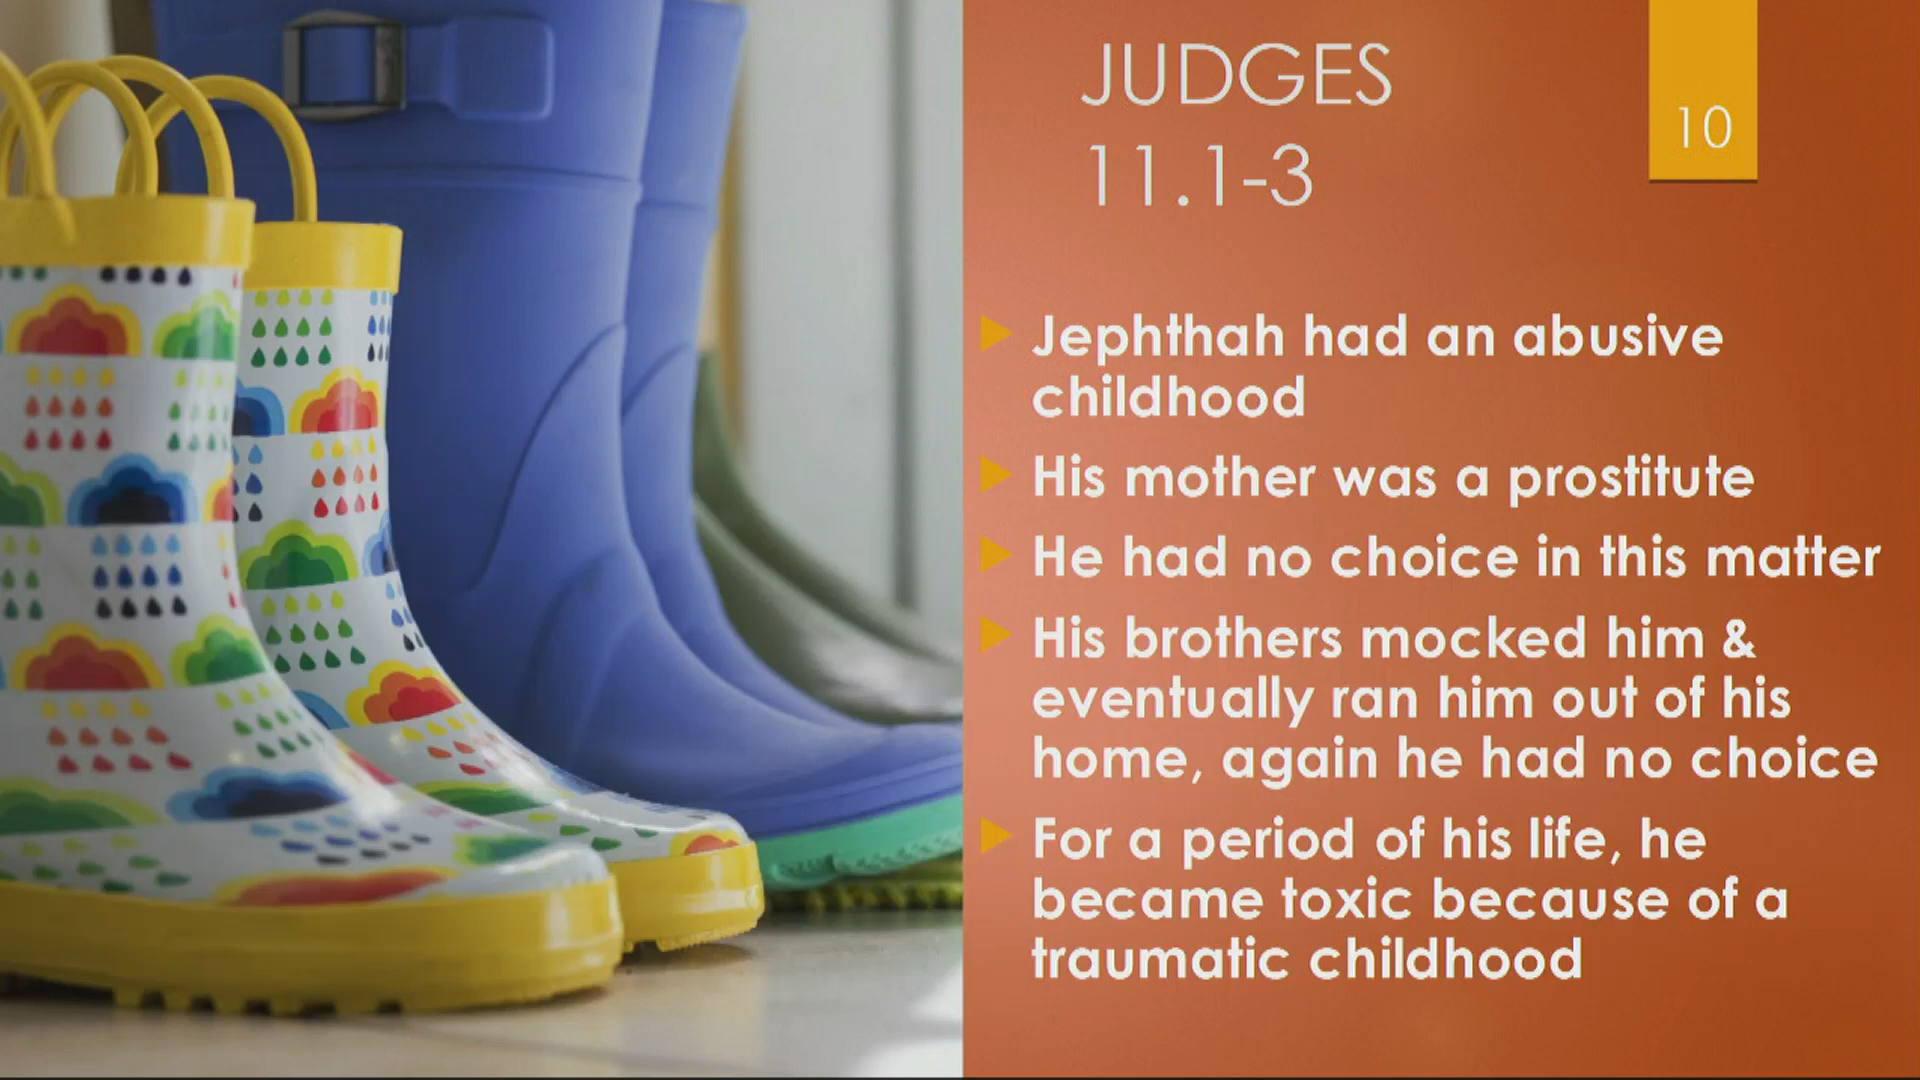 JUDGES
11.1-3
10
Jephthah had an abusive
childhood
His mother was a prostitute
He had no choice in this matter
His brothers mocked him &
eventually ran him out of his
home, again he had no choice
For a period of his life, he
became toxic because of a
traumatic childhood